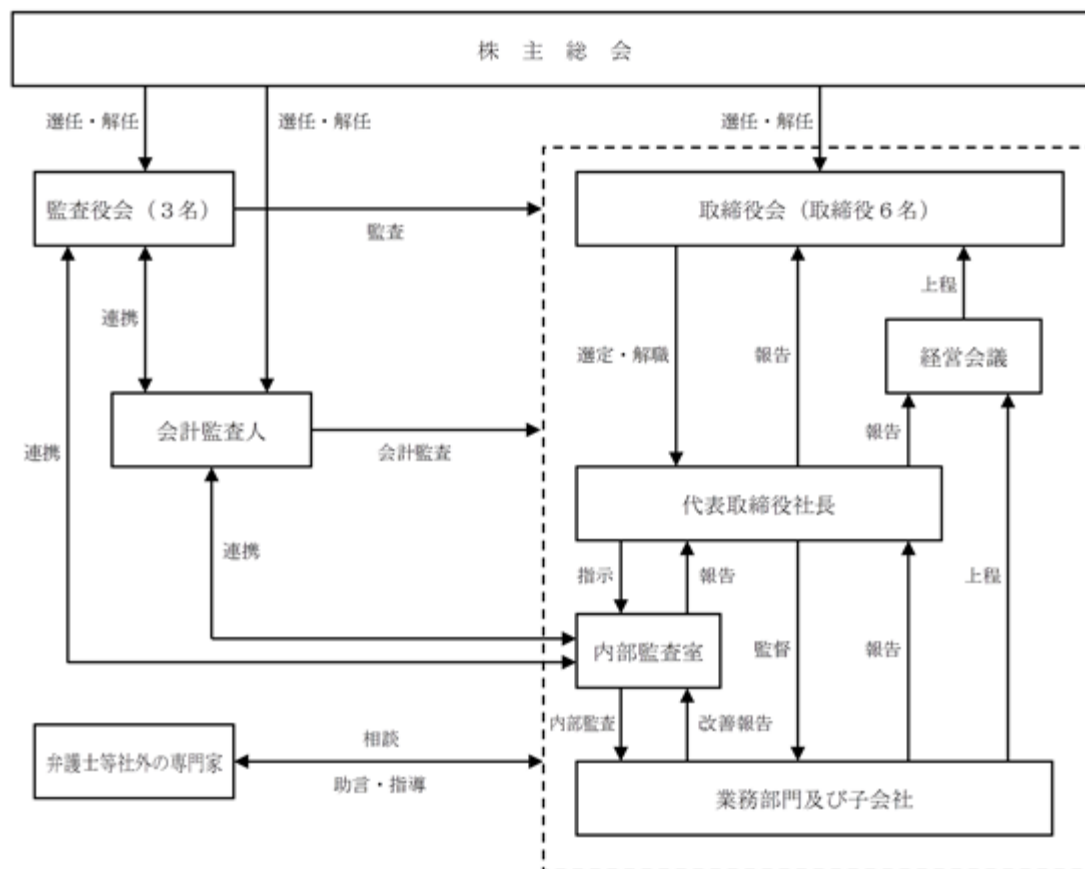 株主総会
選任・解任
選任・解任
選任・解任
監査役会（３名）
監査
取締役会（取締役６名）
上程
連携
選定・解職
報告
経営会議
会計監査人
会計監査
連携
報告
代表取締役社長
連携
指示
報告
上程
内部監査室
監督
報告
内部監査
改善報告
弁護士等社外の専門家
相談
助言・指導
業務部門及び子会社